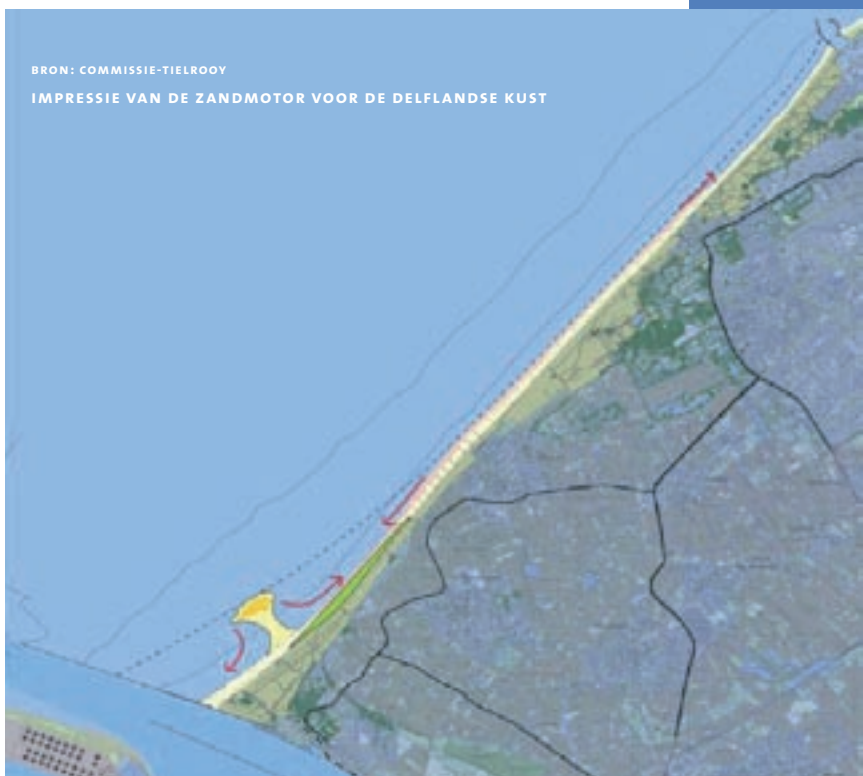 BRON: COMMISSIE-TIELROOY
IMPRESSIE VAN DE ZANDMOTOR VOOR DE DELFLANDSE KUST